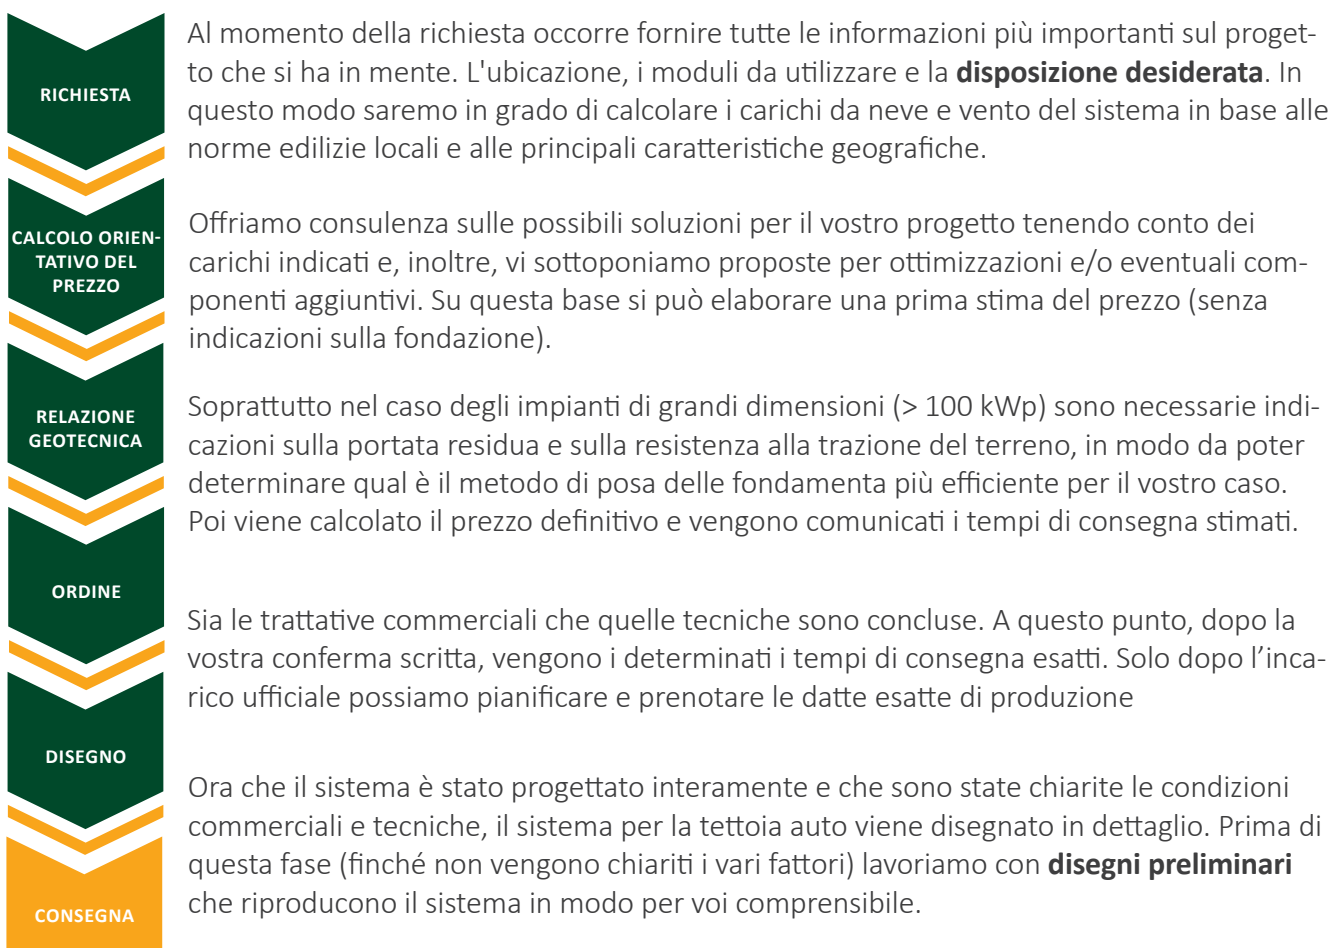 RICHIESTA
Al momento della richiesta occorre fornire tutte le informazioni più importanti sul proget-
to che si ha in mente. L'ubicazione, i moduli da utilizzare e la disposizione desiderata. In
questo modo saremo in grado di calcolare i carichi da neve e vento del sistema in base alle
norme edilizie locali e alle principali caratteristiche geografiche.
CALCOLO ORIEN-
TATIVO DEL
PREZZO
Offriamo consulenza sulle possibili soluzioni per il vostro progetto tenendo conto dei
carichi indicati e, inoltre, vi sottoponiamo proposte per ottimizzazioni e/o eventuali com-
ponenti aggiuntivi. Su questa base si può elaborare una prima stima del prezzo (senza
indicazioni sulla fondazione).
RELAZIONE
GEOTECNICA
Soprattutto nel caso degli impianti di grandi dimensioni (> 100 kWp) sono necessarie indi-
cazioni sulla portata residua e sulla resistenza alla trazione del terreno, in modo da poter
determinare qual è il metodo di posa delle fondamenta più efficiente per il vostro caso.
Poi viene calcolato il prezzo definitivo e vengono comunicati i tempi di consegna stimati.
ORDINE
Sia le trattative commerciali che quelle tecniche sono concluse. A questo punto, dopo la
vostra conferma scritta, vengono i determinati i tempi di consegna esatti. Solo dopo l’inca-
rico ufficiale possiamo pianificare e prenotare le datte esatte di produzione
DISEGNO
Ora che il sistema è stato progettato interamente e che sono state chiarite le condizioni
commerciali e tecniche, il sistema per la tettoia auto viene disegnato in dettaglio. Prima di
questa fase (finché non vengono chiariti i vari fattori) lavoriamo con disegni preliminari
che riproducono il sistema in modo per voi comprensibile.
CONSEGNA